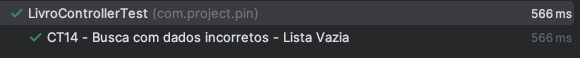 LivroControllerTest (com.project.pin) 566 ms
CT14 - Busca com dados incorretos - Lista Vazia 566 ms